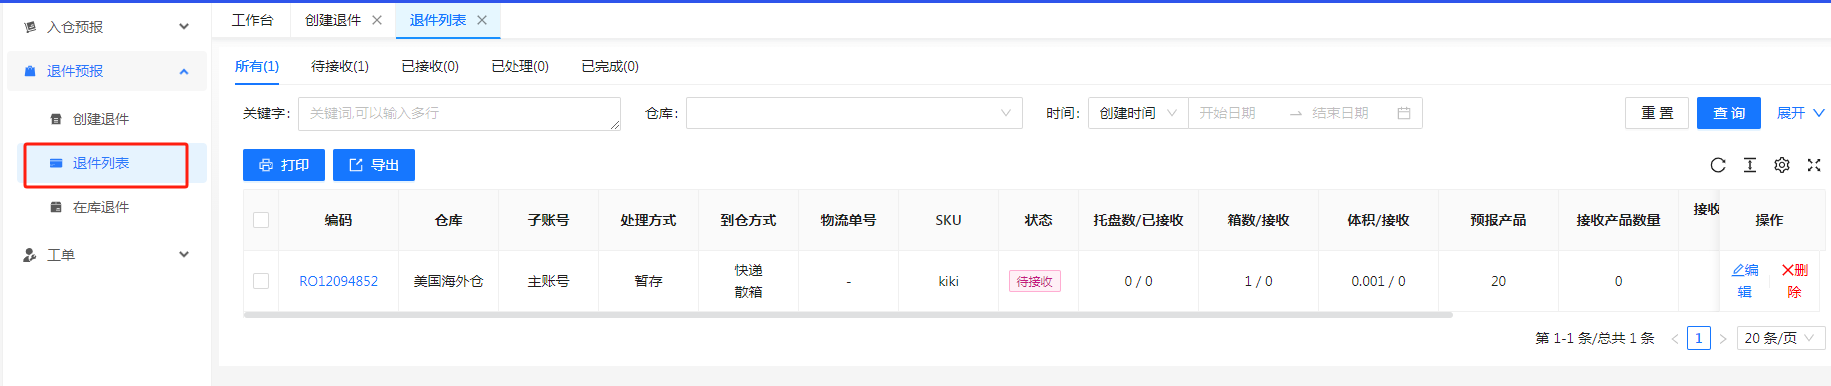 入仓预报
退件预报
创建退件
退件列表
在库退件
工单
工作台 创建退件 退件列表
所有(1) 待接收(1) 已接收(0) 已处理(0) 已完成(0)
关键字: 关键词,可以输入多行 仓库: 时间: 创建时间 开始日期 结束日期 重 置 查 询 展开
打印 导出
编码 仓库 子账号 处理方式 到仓方式 物流单号 SKU 状态 托盘数/已接收 箱数/接收 体积/接收 预报产品 接收产品数量 接收 操作
RO12094852 美国海外仓 主账号 暂存 快递 - kiki 待接收 0 / 0 1 / 0 0.001 / 0 20 0 编 删
散箱 辑 除
第 1-1 条/总共 1 条 1 20 条/页